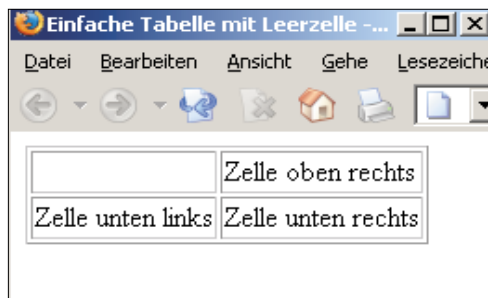 Einfache Tabelle mit Leerzelle -...
Datei Bearbeiten Ansicht Gehe Lesezeiche
Zelle oben rechts
Zelle unten links Zelle unten rechts